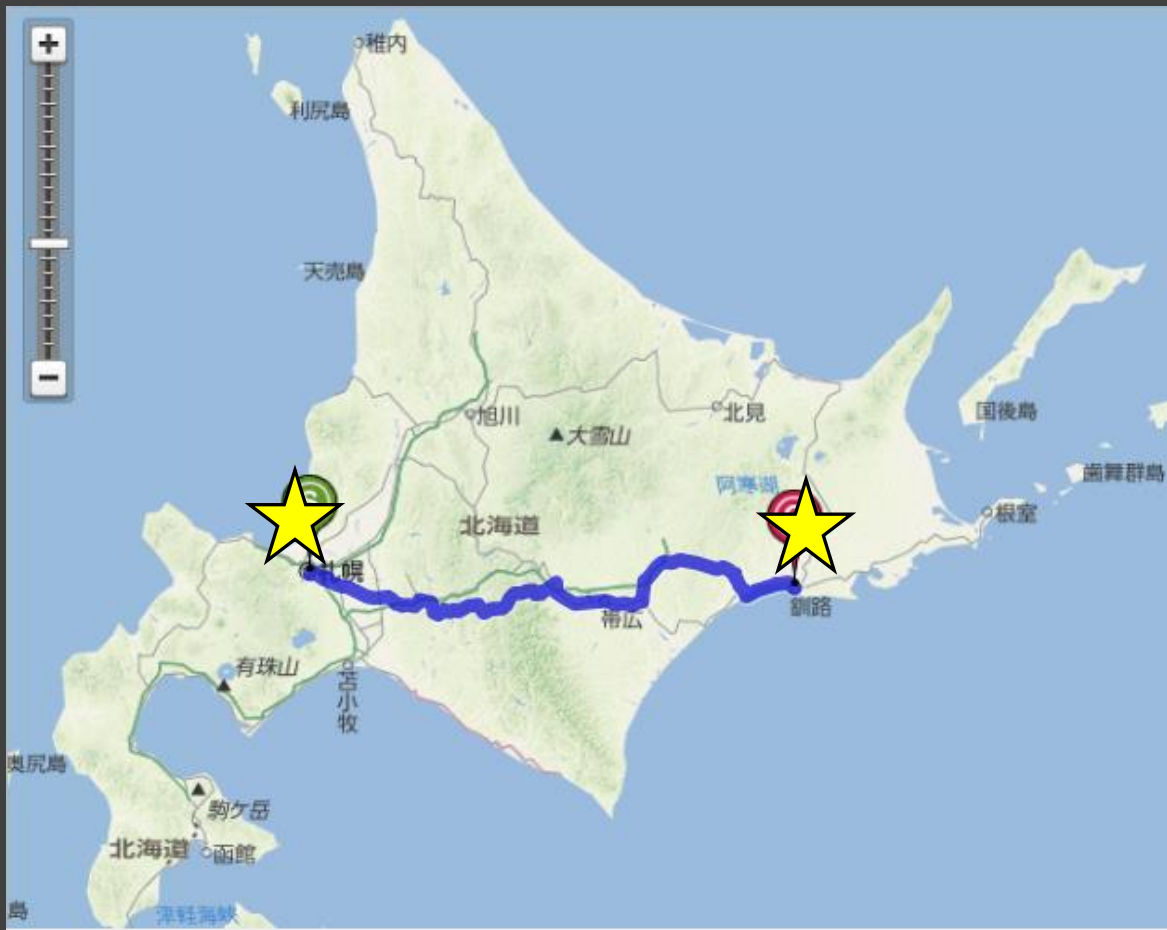 稚内
利尻島
天売島
旭川
大雪山
北見
国後島
阿寒湖
歯舞群島
根室
北海道
札幌
釧路
帯広
有珠山
苫小牧
奥尻島
駒ケ岳
北海道
函館
島
津軽海峡